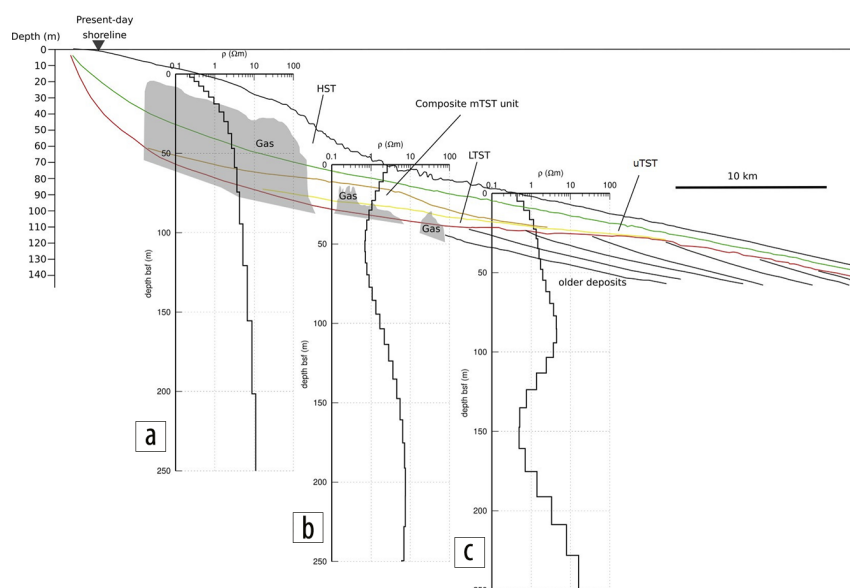 Present-day
shoreline
Depth (m)
0
10
20
30
40
50
60
70
80
90
100
110
120
130
140
ρ (Ωm)
0.1 1 10 100
0
50
100
150
200
250
depth bsf (m)
Gas
HST
Composite mTST unit
ρ (Ωm)
0.1 1 10 100
0
50
100
150
200
250
depth bsf (m)
Gas
Gas
LTST
uTST
10 km
ρ (Ωm)
0.1 1 10 100
0
50
100
150
200
depth bsf (m)
older deposits
a
b
c